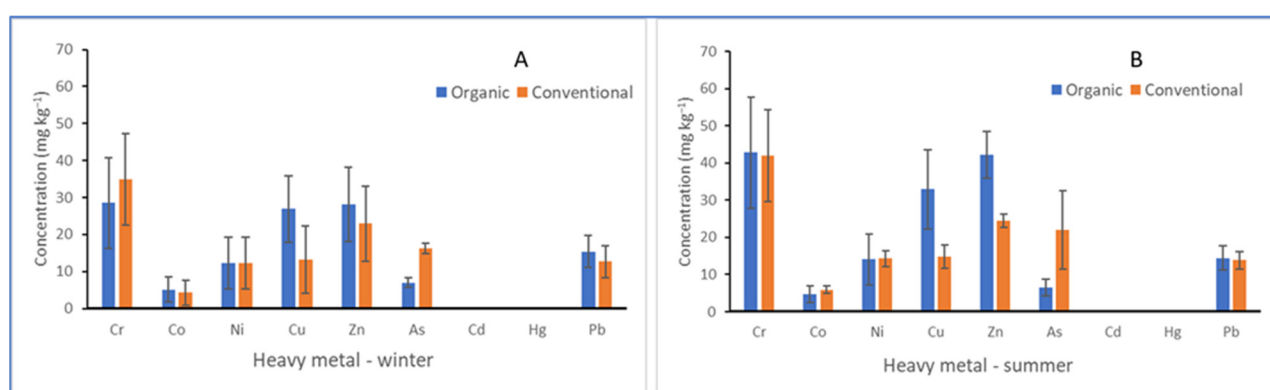 A
70
60
50
40
30
20
10
0
Concentration (mg kg⁻¹)
Organic Conventional
Cr Co Ni Cu Zn As Cd Hg Pb
Heavy metal - winter
B
70
60
50
40
30
20
10
0
Concentration (mg kg⁻¹)
Organic Conventional
Cr Co Ni Cu Zn As Cd Hg Pb
Heavy metal - summer